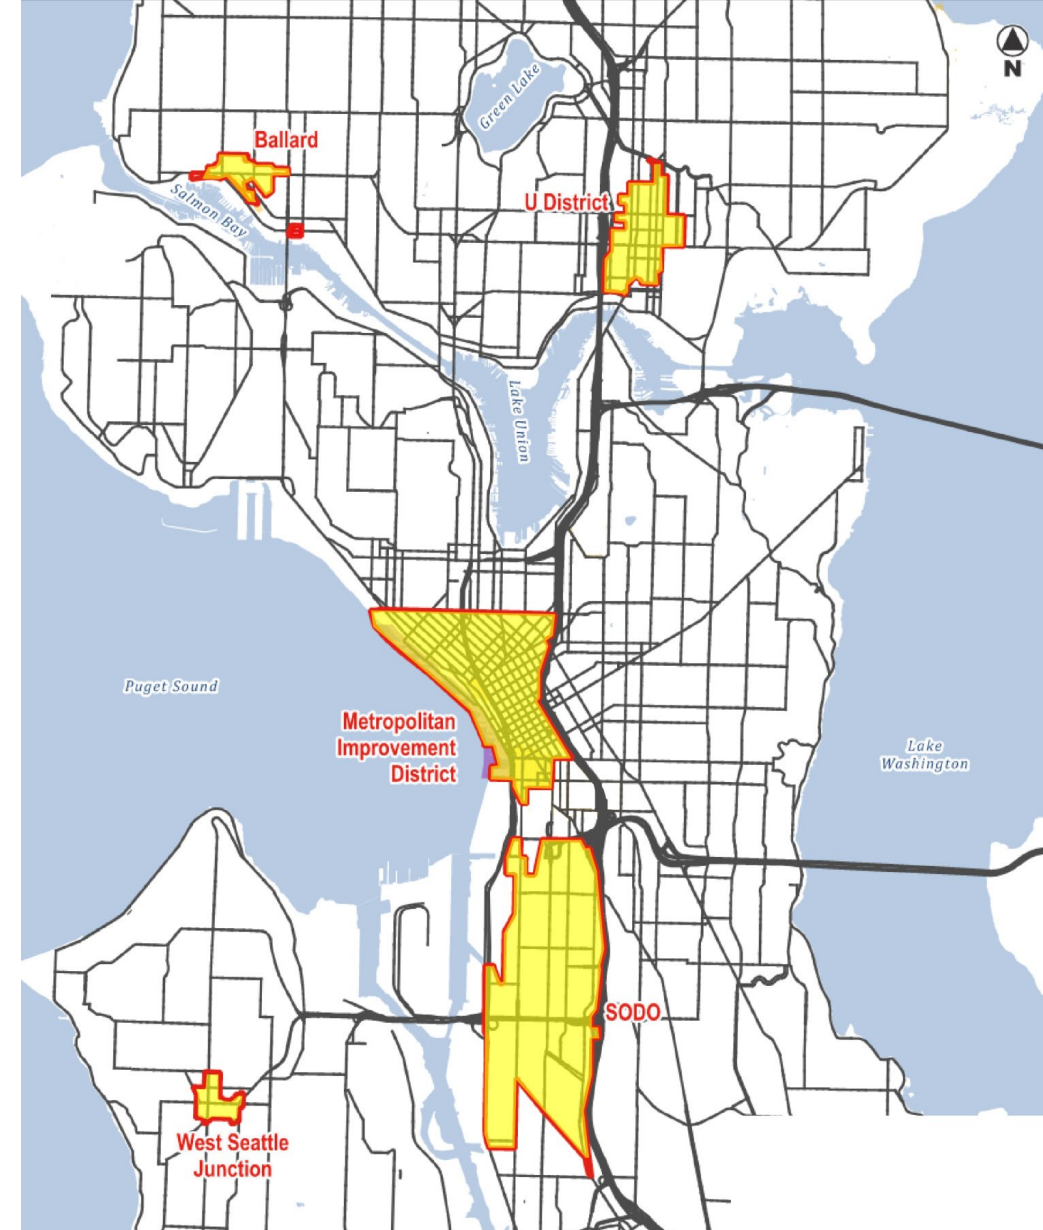 N
Green Lake
Ballard
Salmon Bay
U District
Lake Union
Puget Sound
Metropolitan
Improvement
District
Lake
Washington
SODO
West Seattle
Junction